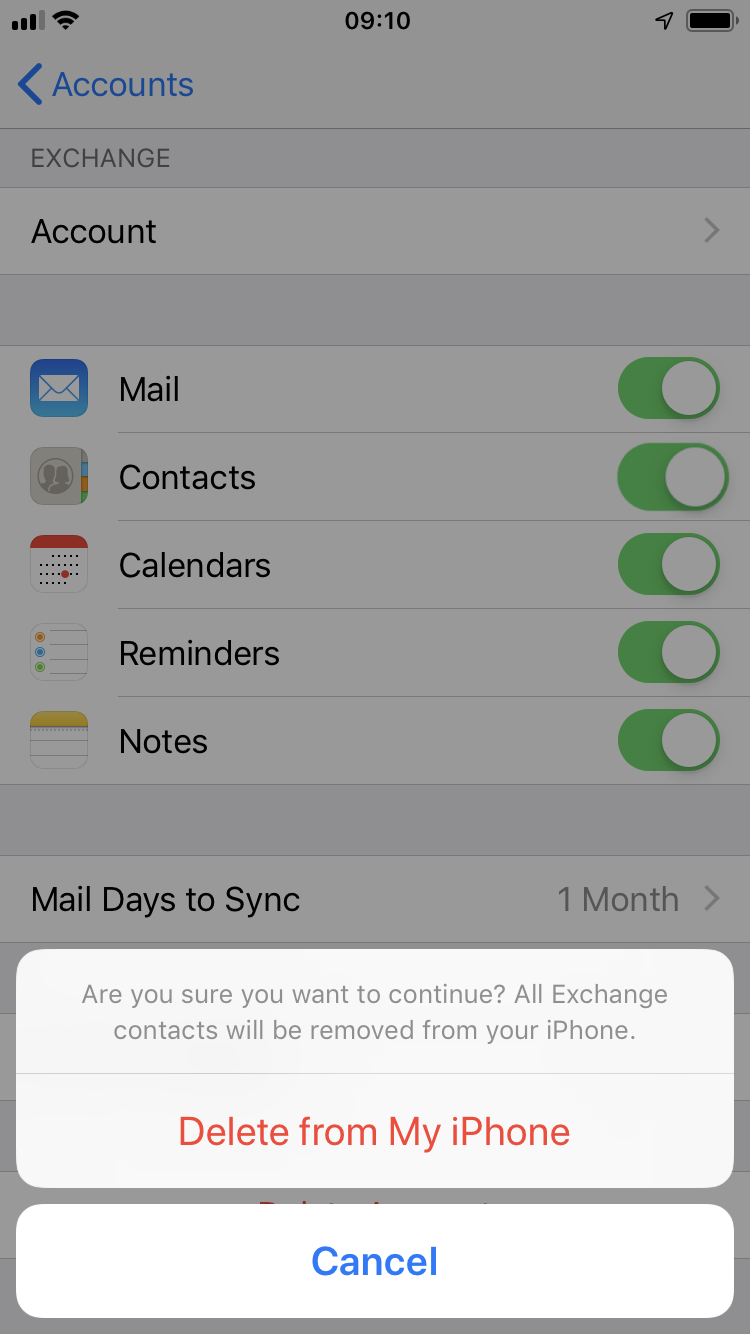 09:10
Accounts
EXCHANGE
Account
Mail
Contacts
Calendars
Reminders
Notes
Mail Days to Sync 1 Month
Are you sure you want to continue? All Exchange
contacts will be removed from your iPhone.
Delete from My iPhone
Cancel